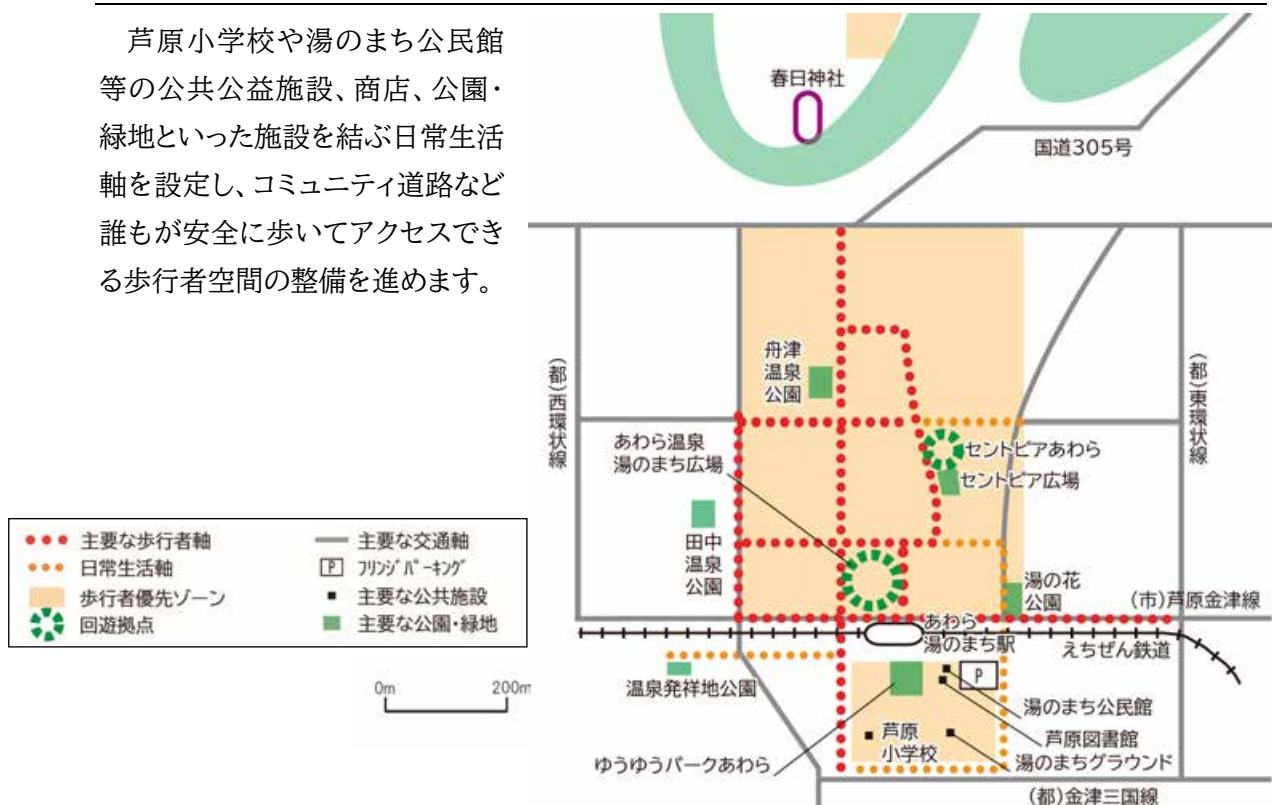 芦原小学校や湯のまち公民館
等の公共公益施設、商店、公園・
緑地といった施設を結ぶ日常生活
軸を設定し、コミュニティ道路など
誰もが安全に歩いてアクセスでき
る歩行者空間の整備を進めます。
春日神社
国道305号
(都)西環状線
(都)東環状線
舟津
温泉
公園
あわら温泉
湯のまち広場
セントピアあわら
セントピア広場
田中
温泉
公園
湯の花
公園
(市)芦原金津線
あわら
湯のまち駅
えちぜん鉄道
温泉発祥地公園
P
湯のまち公民館
芦原図書館
湯のまちグラウンド
芦原
小学校
ゆうゆうパークあわら
(都)金津三国線
主要な歩行者軸
日常生活軸
歩行者優先ゾーン
回遊拠点
主要な交通軸
P フリンジパーキング
主要な公共施設
主要な公園・緑地
0m 200m